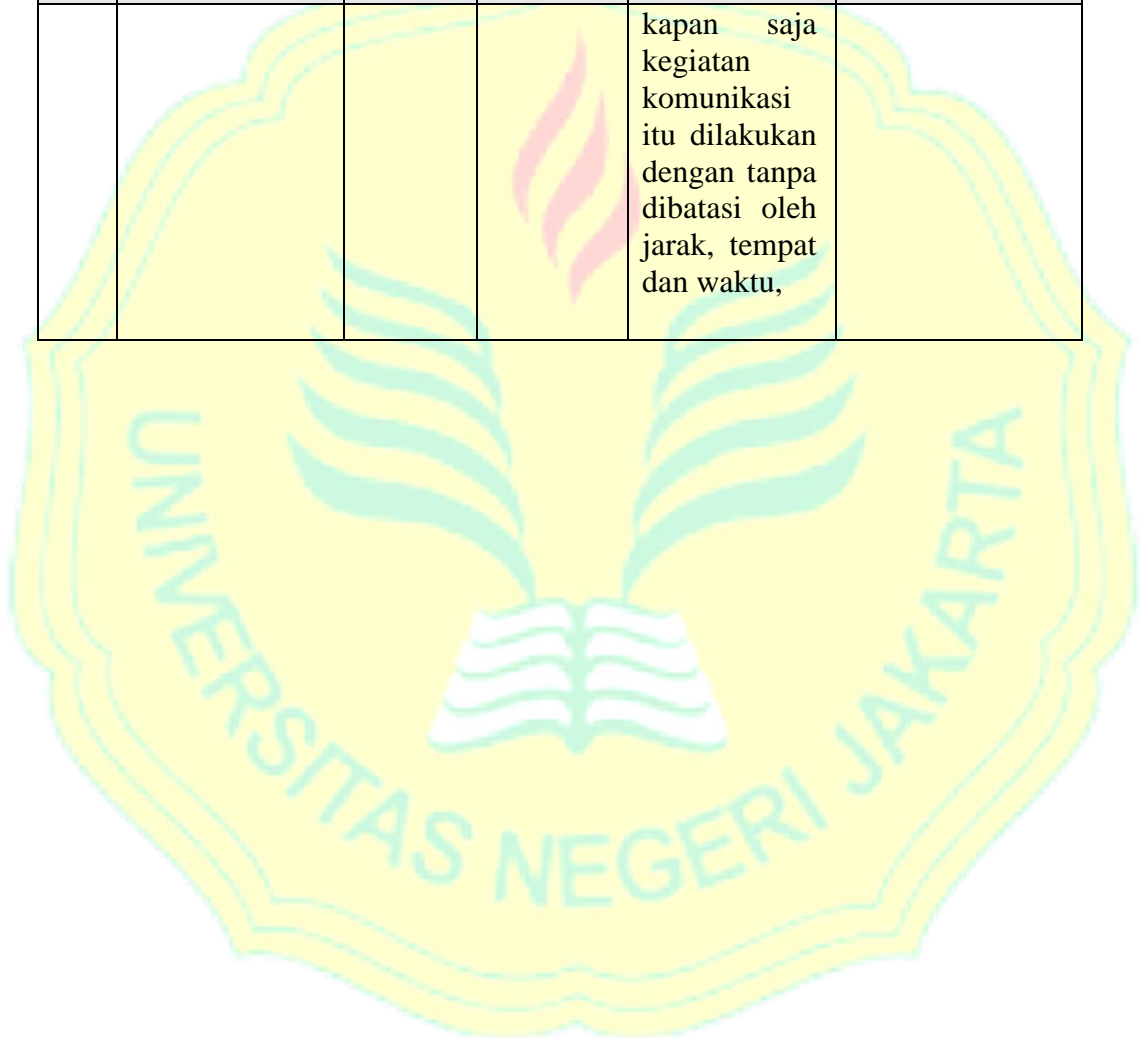 kapan saja
kegiatan
komunikasi
itu dilakukan
dengan tanpa
dibatasi oleh
jarak, tempat
dan waktu,
UNIVERSITAS NEGERI JAKARTA